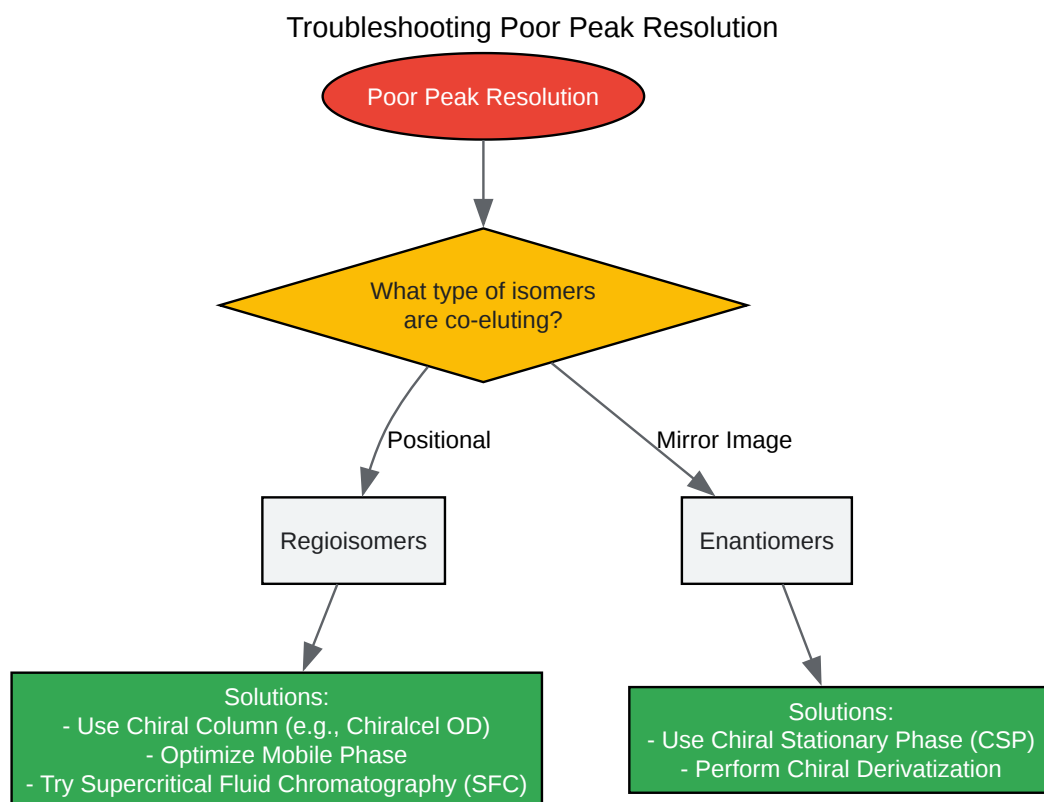 Troubleshooting Poor Peak Resolution
Poor Peak Resolution
What type of isomers
are co-eluting?
Positional
Mirror Image
Regioisomers
Enantiomers
Solutions:
- Use Chiral Column (e.g., Chiralcel OD)
- Optimize Mobile Phase
- Try Supercritical Fluid Chromatography (SFC)
Solutions:
- Use Chiral Stationary Phase (CSP)
- Perform Chiral Derivatization